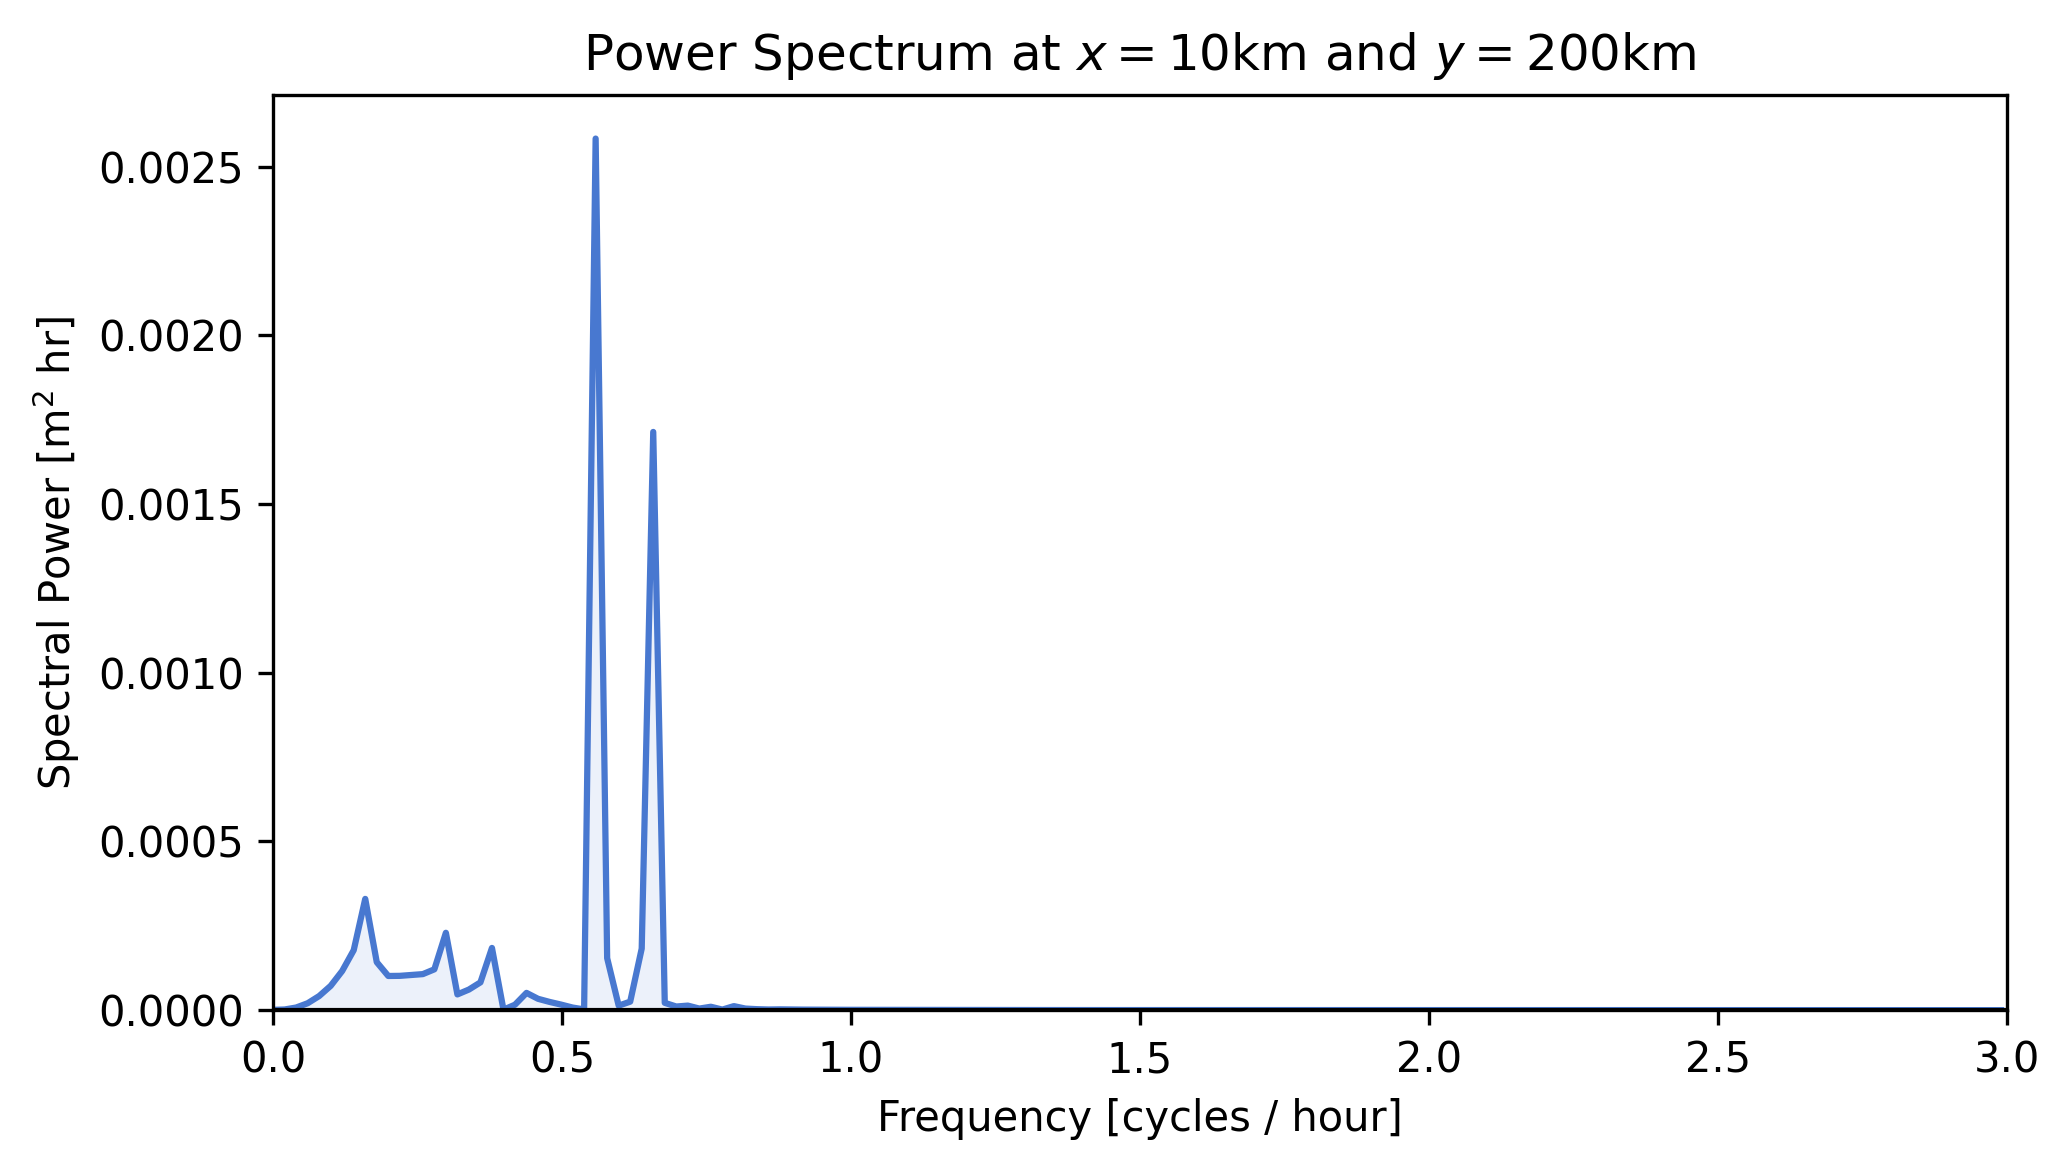 Power Spectrum at x = 10km and y = 200km
Spectral Power [m² hr]
0.0025
0.0020
0.0015
0.0010
0.0005
0.0000
0.0 0.5 1.0 1.5 2.0 2.5 3.0
Frequency [cycles / hour]